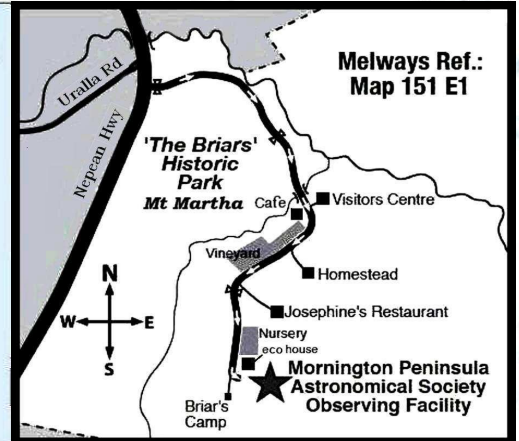 Melways Ref.:
Map 151 E1
Uralla Rd
Nepean Hwy
'The Briars'
Historic
Park
Mt Martha
Cafe
Visitors Centre
Vineyard
Homestead
N
W
E
S
Josephine's Restaurant
Nursery
eco house
Mornington Peninsula
Astronomical Society
Observing Facility
Briar's
Camp